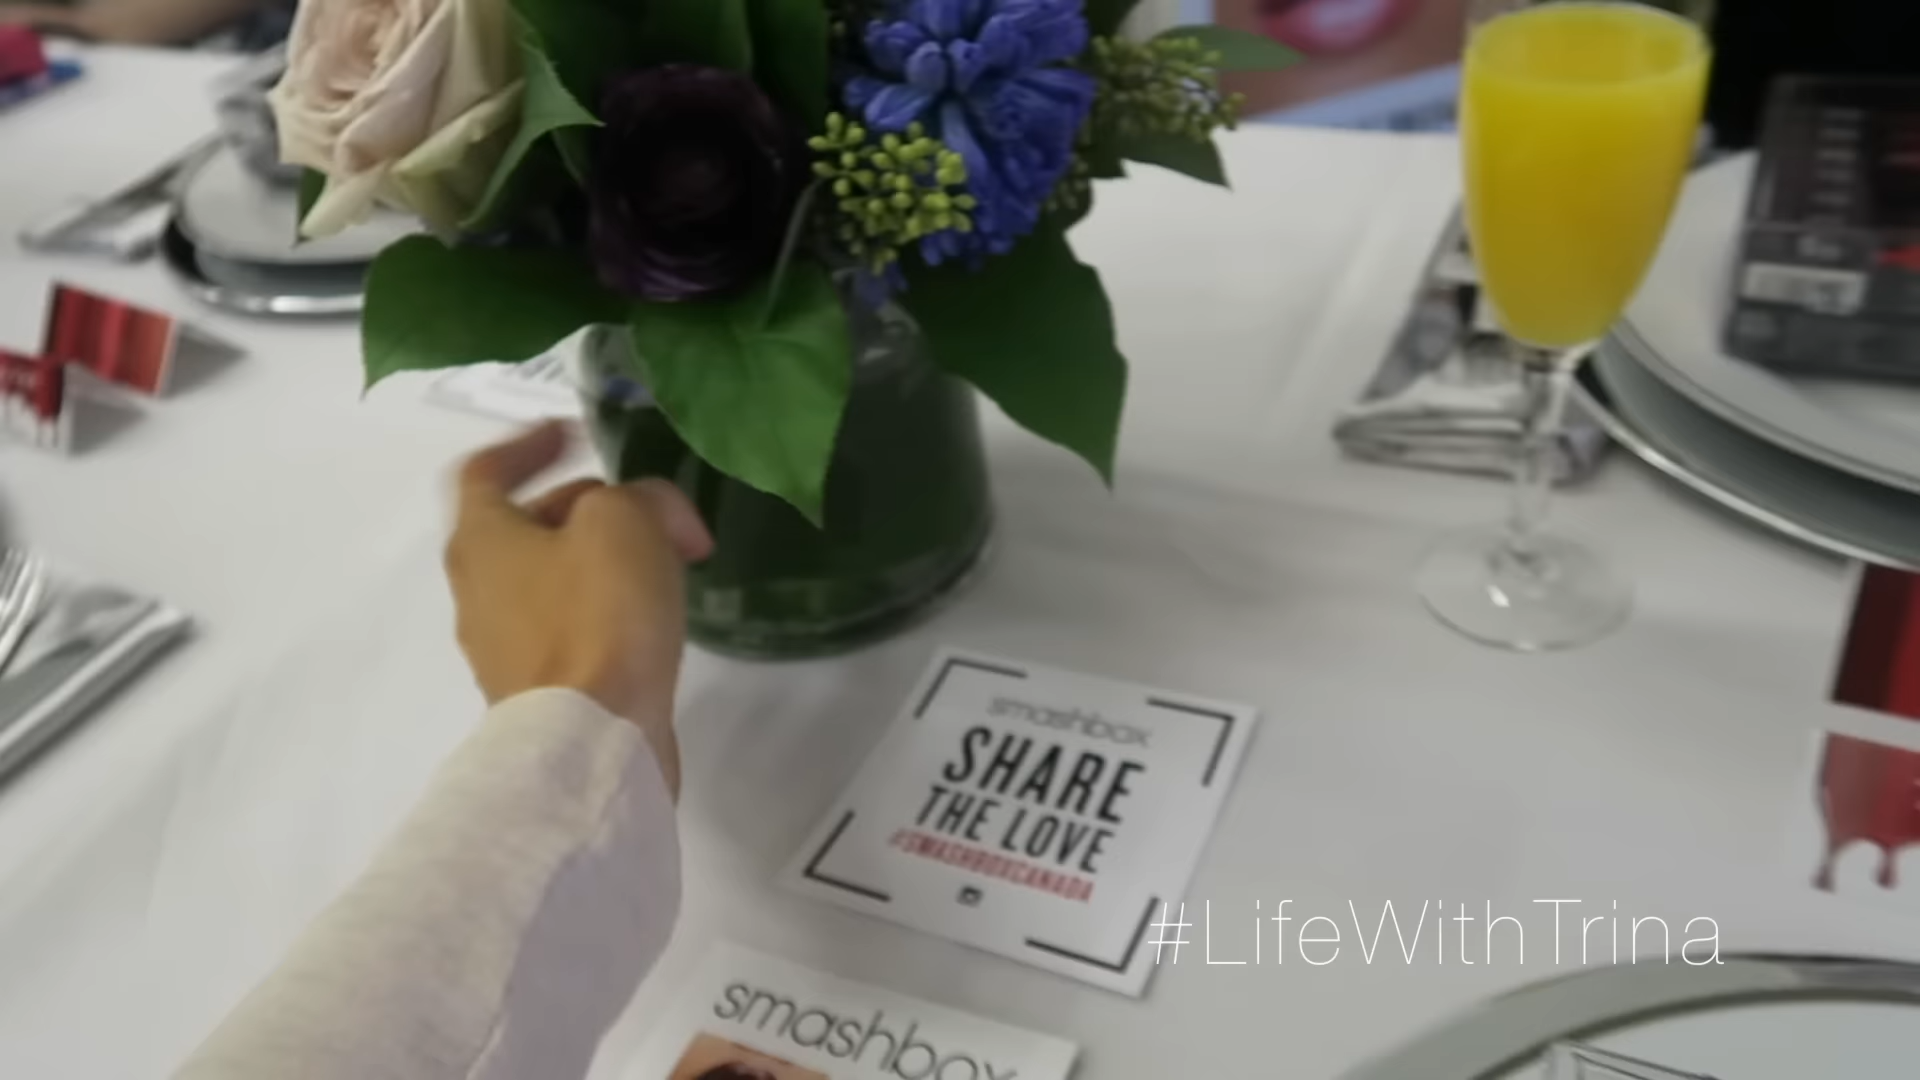 smashbox
SHARE
THE LOVE
#SMASHBOXCANADA
#LifeWithTrina
smashbox